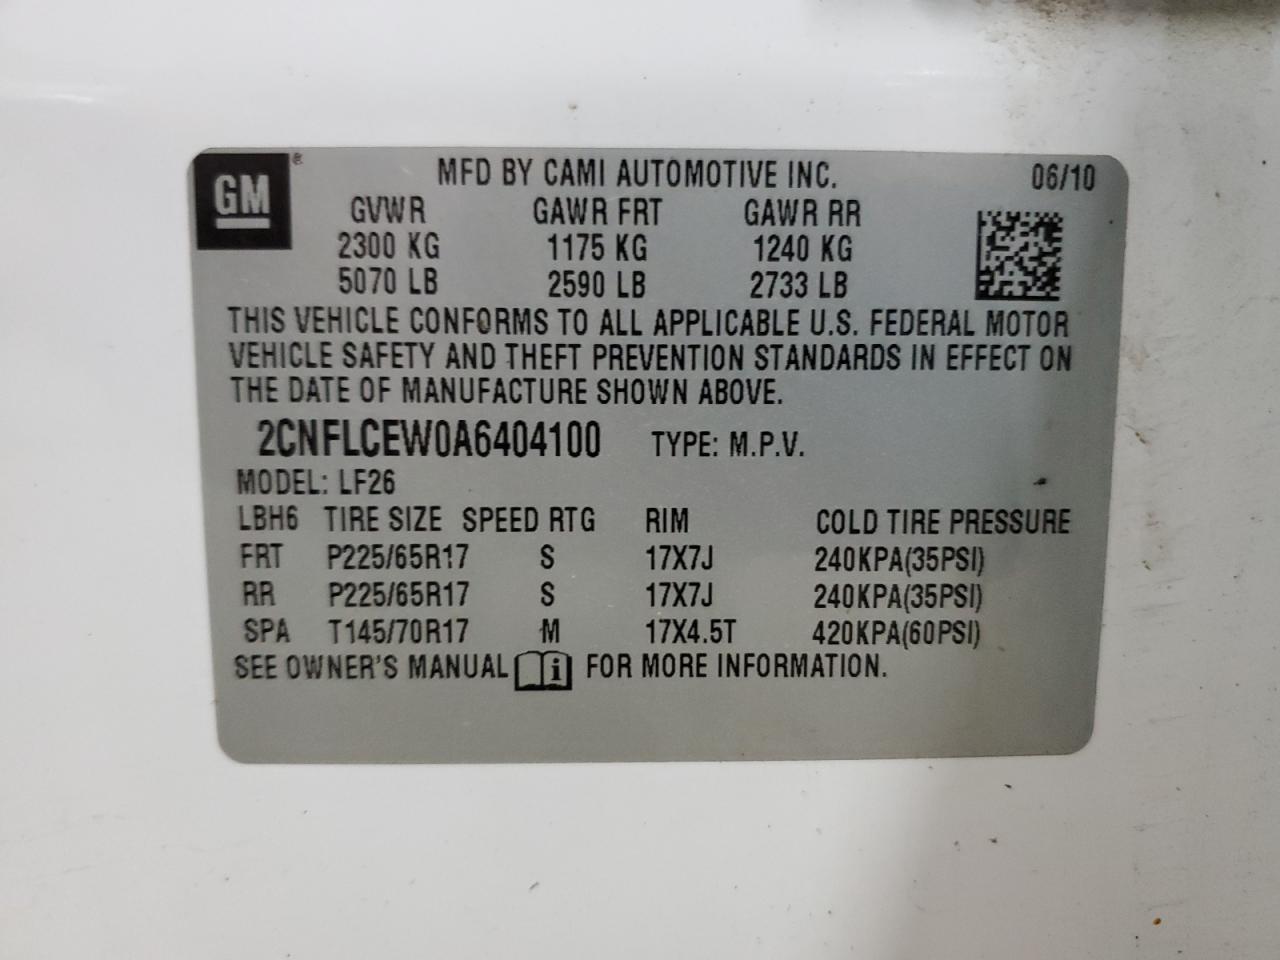 GM ® MFD BY CAMI AUTOMOTIVE INC. 06/10
GVWR GAWR FRT GAWR RR
2300 KG 1175 KG 1240 KG
5070 LB 2590 LB 2733 LB
THIS VEHICLE CONFORMS TO ALL APPLICABLE U.S. FEDERAL MOTOR
VEHICLE SAFETY AND THEFT PREVENTION STANDARDS IN EFFECT ON
THE DATE OF MANUFACTURE SHOWN ABOVE.
2CNFLCEW0A6404100 TYPE: M.P.V.
MODEL: LF26
LBH6 TIRE SIZE SPEED RTG RIM COLD TIRE PRESSURE
FRT P225/65R17 S 17X7J 240KPA(35PSI)
RR P225/65R17 S 17X7J 240KPA(35PSI)
SPA T145/70R17 M 17X4.5T 420KPA(60PSI)
SEE OWNER'S MANUAL i FOR MORE INFORMATION.